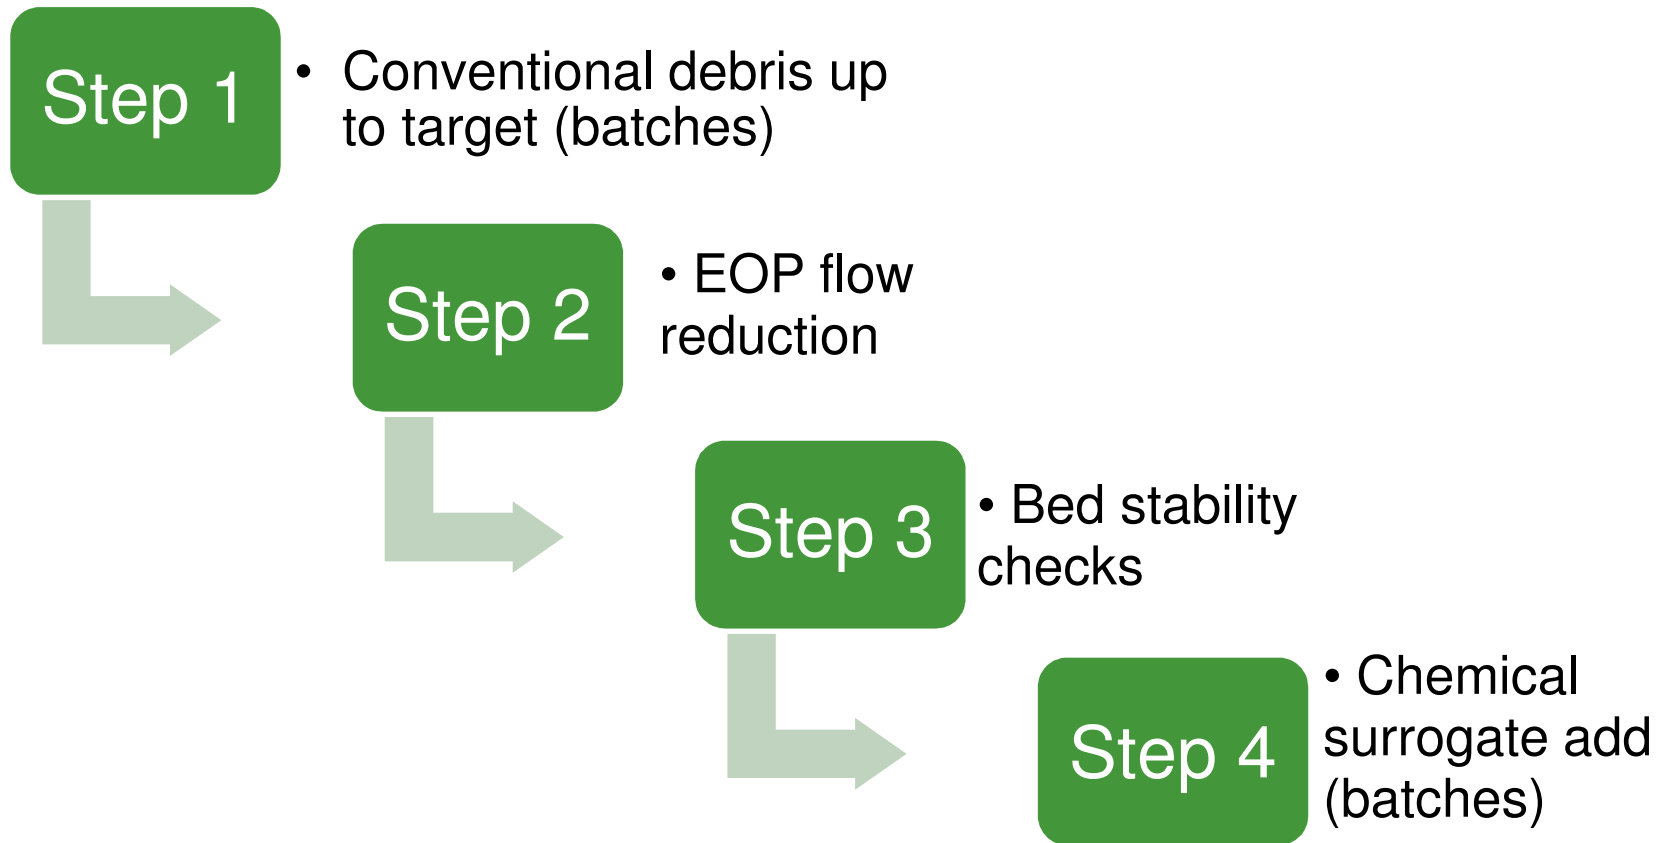 Step 1
• Conventional debris up
to target (batches)
Step 2
• EOP flow
reduction
Step 3
• Bed stability
checks
Step 4
• Chemical
surrogate add
(batches)